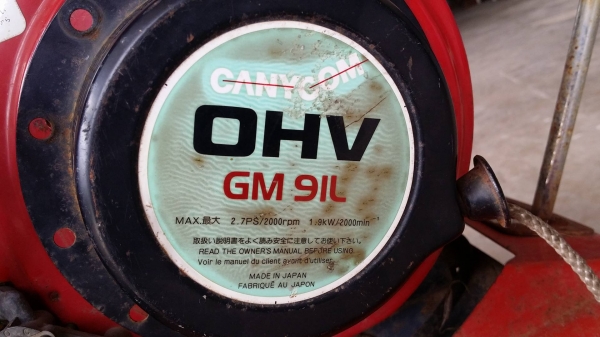 CANYCOM
OHV
GM 91L
MAX.最大 2.7PS/2000rpm 1.9kW/2000min⁻¹
取扱い説明書をよく読み安全に注意してお使い下さい。
READ THE OWNER'S MANUAL BEFORE USING.
Voir le manuel du client avant d'utiliser.
MADE IN JAPAN
FABRIQUÉ AU JAPON